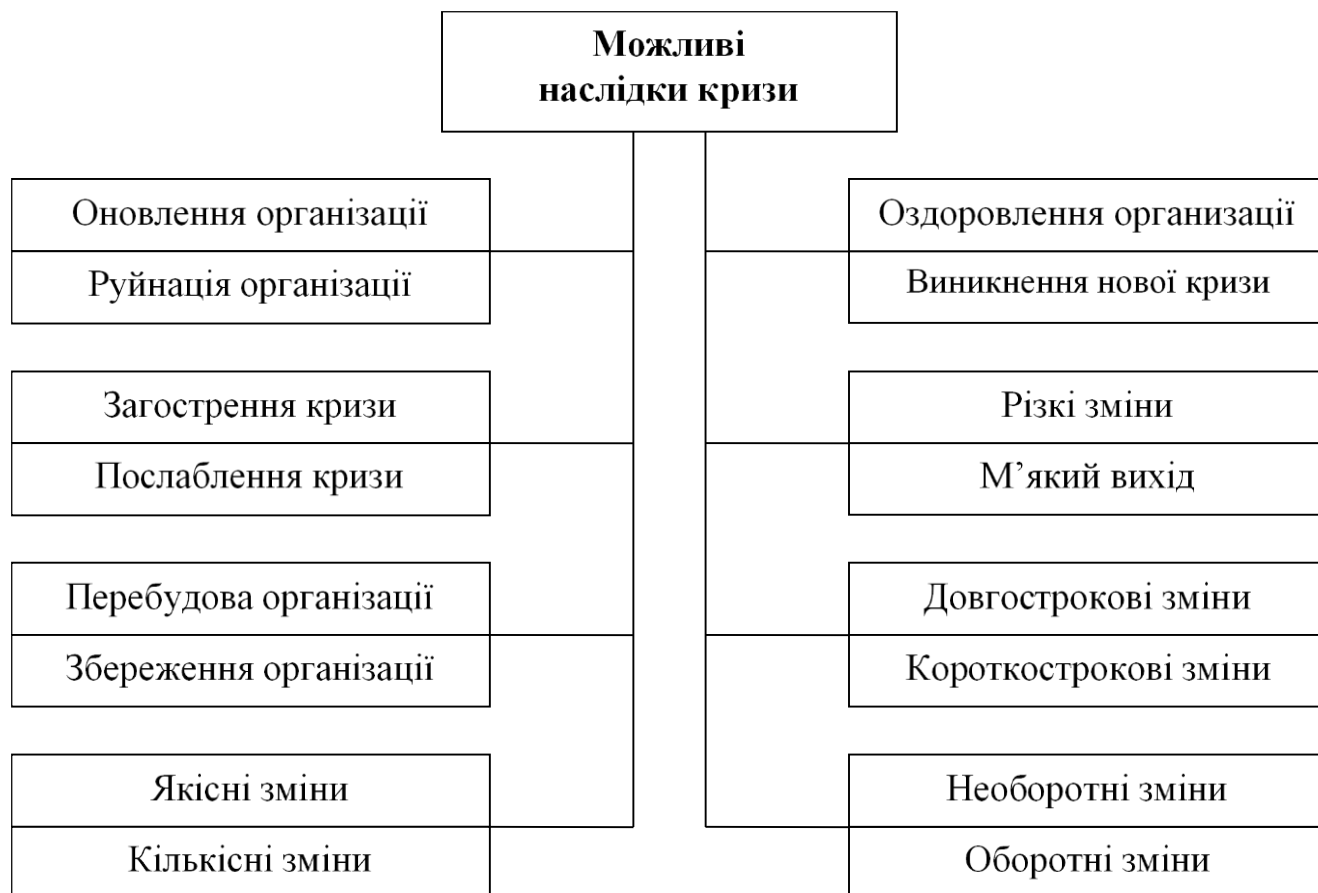 Можливі
наслідки кризи
Оновлення організації
Руйнація організації
Загострення кризи
Послаблення кризи
Перебудова організації
Збереження організації
Якісні зміни
Кількісні зміни
Оздоровлення организації
Виникнення нової кризи
Різкі зміни
М’який вихід
Довгострокові зміни
Короткострокові зміни
Необоротні зміни
Оборотні зміни